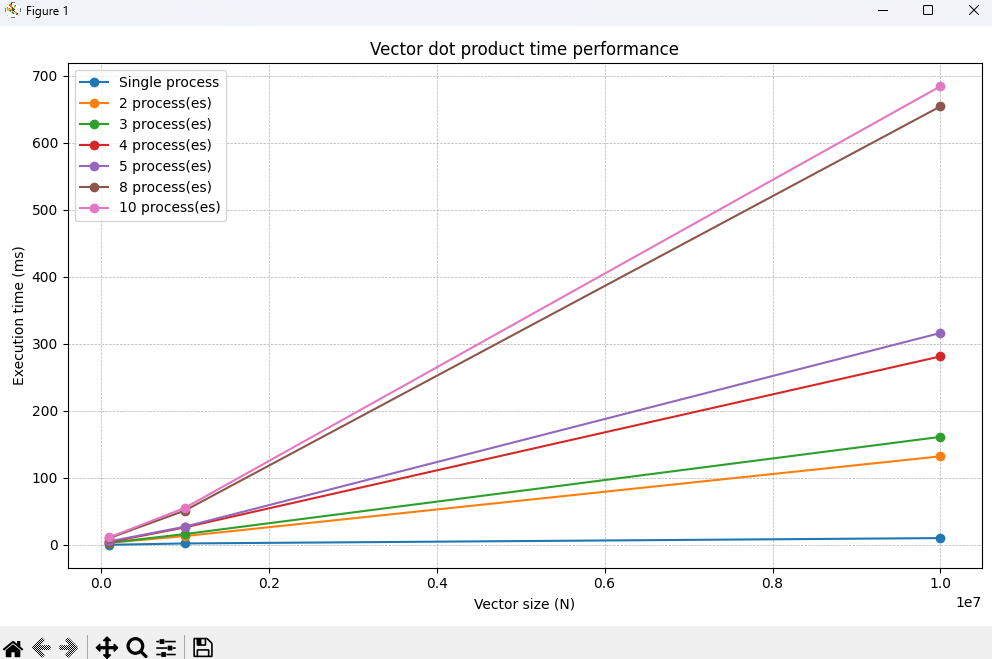 Figure 1
Vector dot product time performance
700
600
500
400
300
200
100
0
Execution time (ms)
Single process
2 process(es)
3 process(es)
4 process(es)
5 process(es)
8 process(es)
10 process(es)
0.0 0.2 0.4 0.6 0.8 1.0
1e7
Vector size (N)